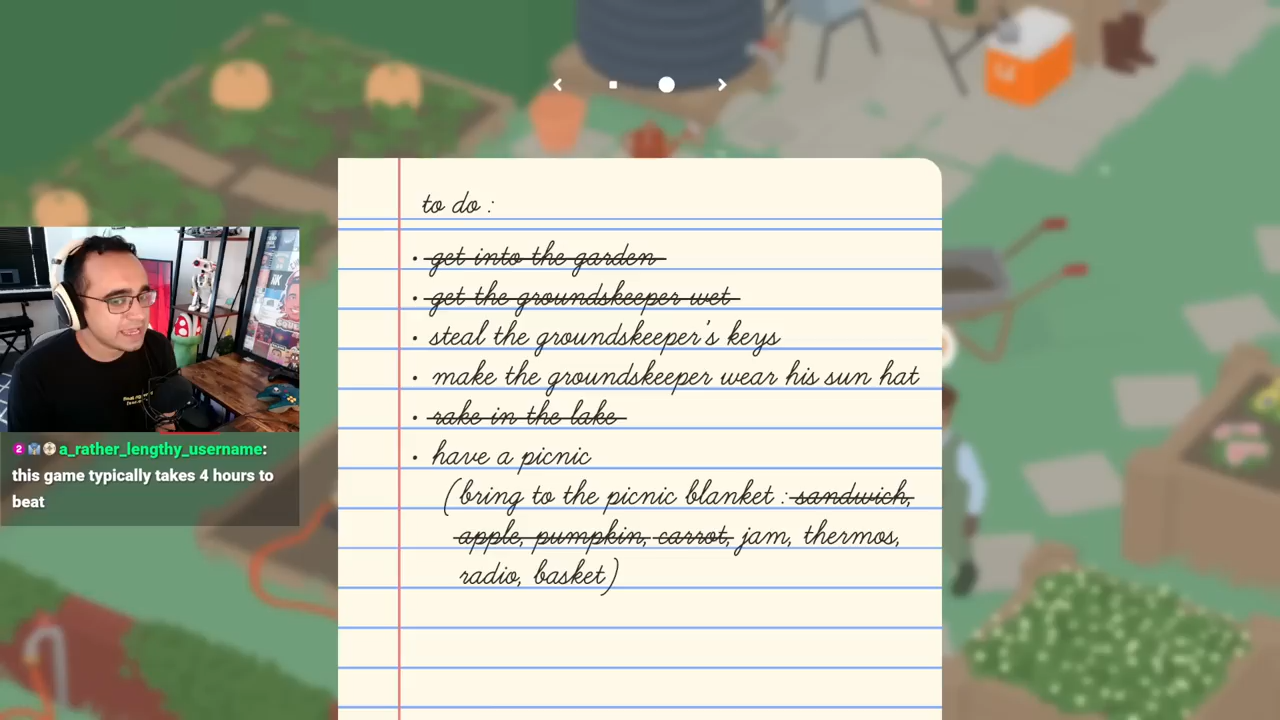 to do :
• get into the garden
• get the groundskeeper wet
• steal the groundskeeper's keys
• make the groundskeeper wear his sun hat
• rake in the lake
• have a picnic
(bring to the picnic blanket : sandwich,
apple, pumpkin, carrot, jam, thermos,
radio, basket)
2 a_rather_lengthy_username:
this game typically takes 4 hours to
beat